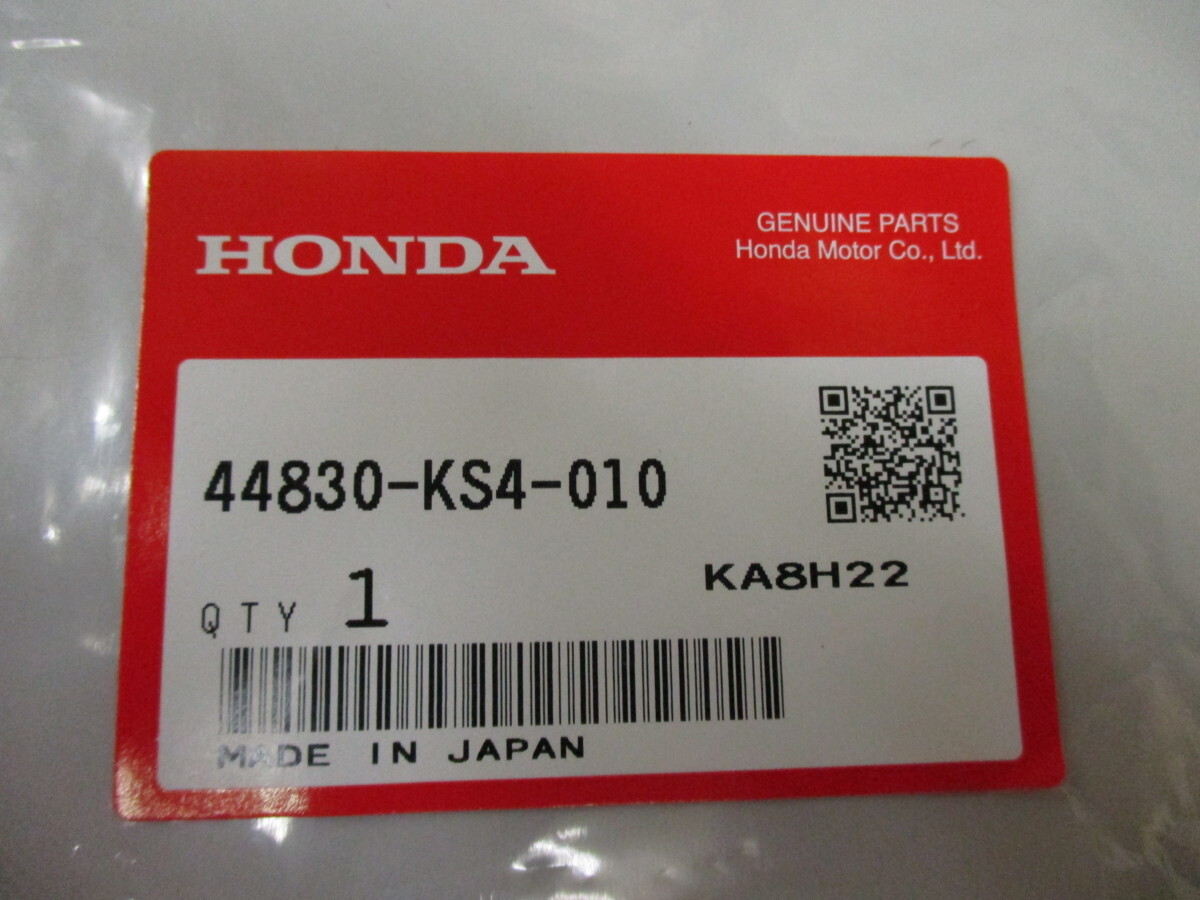 HONDA
GENUINE PARTS
Honda Motor Co., Ltd.
44830-KS4-010
KA8H22
QTY 1
MADE IN JAPAN